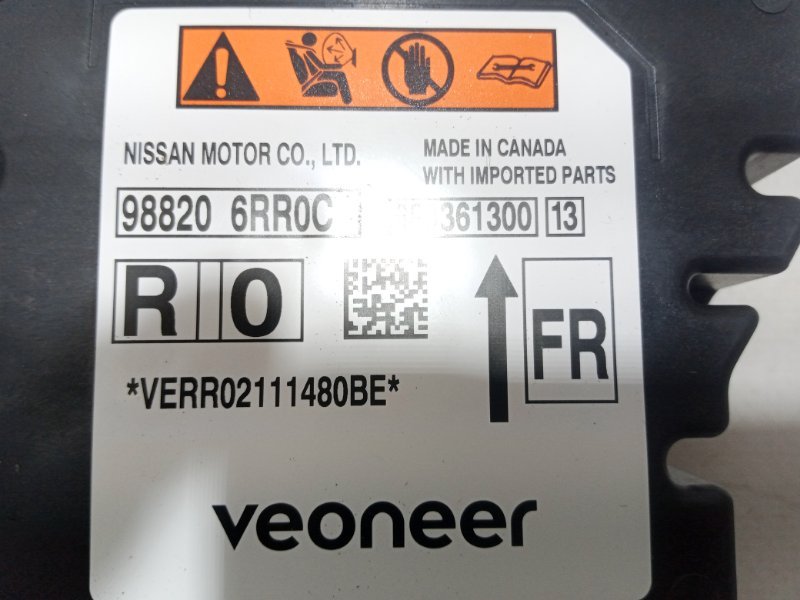 NISSAN MOTOR CO., LTD.
MADE IN CANADA
WITH IMPORTED PARTS
98820 6RR0C
361300 13
R 0
FR
*VERR02111480BE*
veoneer